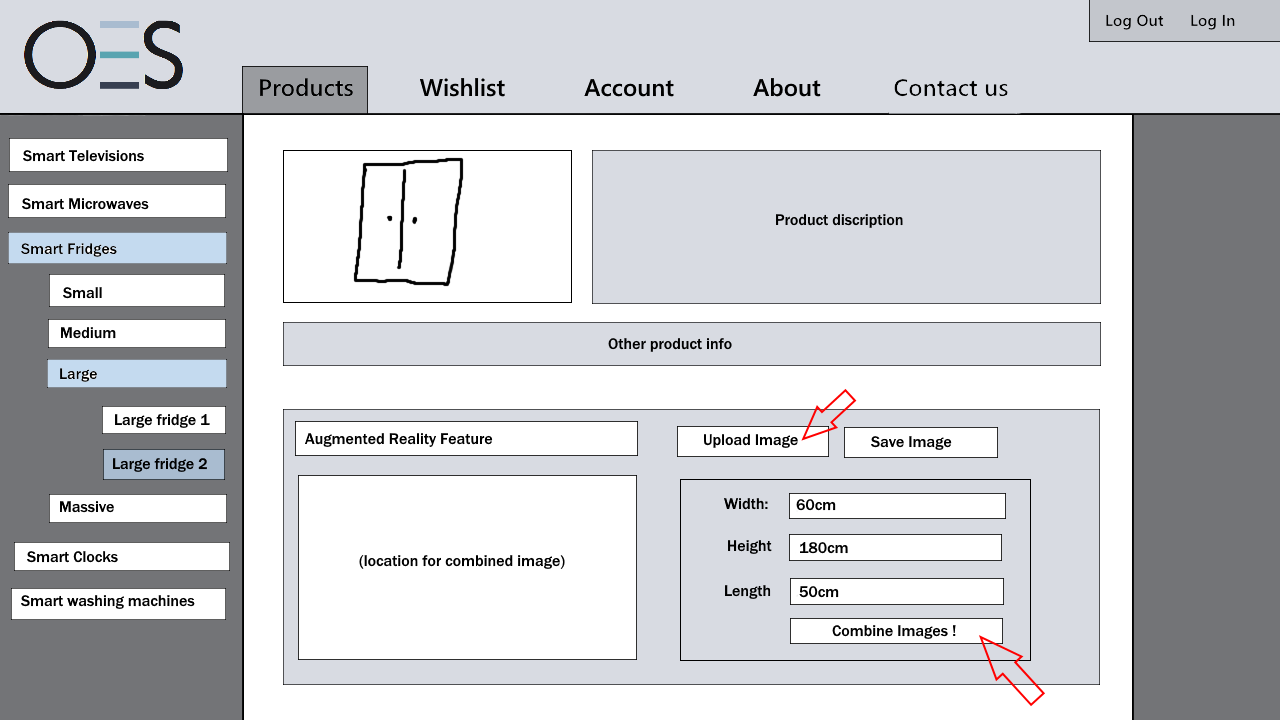 OES
Log Out Log In
Products Wishlist Account About Contact us
Smart Televisions
Smart Microwaves
Smart Fridges
Small
Medium
Large
Large fridge 1
Large fridge 2
Massive
Smart Clocks
Smart washing machines
Product discription
Other product info
Augmented Reality Feature
(location for combined image)
Upload Image Save Image
Width: 60cm
Height 180cm
Length 50cm
Combine Images !